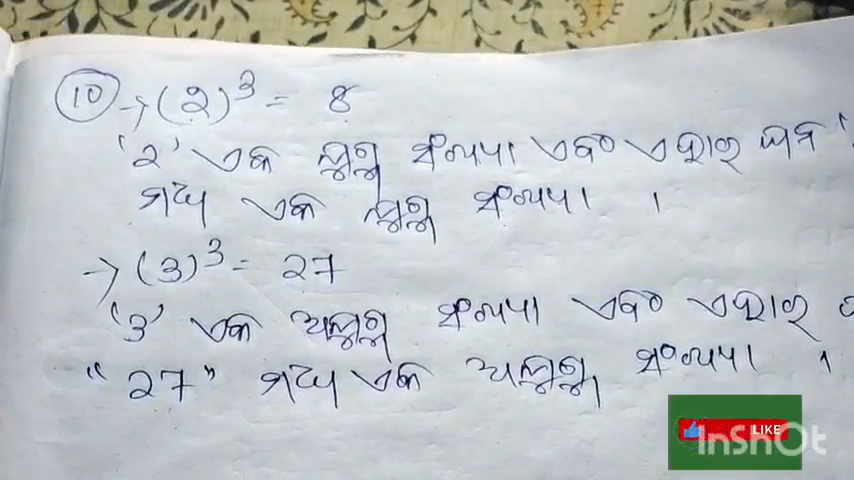 10 → (2)³ = 8
'2' ଏକ ଯୁଗ୍ମ ସଂଖ୍ୟା ଏବଂ ଏହାର ଘନ '
ମଧ୍ୟ ଏକ ଯୁଗ୍ମ ସଂଖ୍ୟା ।
→ (3)³ = 27
'3' ଏକ ଅଯୁଗ୍ମ ସଂଖ୍ୟା ଏବଂ ଏହାର
"27" ମଧ୍ୟ ଏକ ଅଯୁଗ୍ମ ସଂଖ୍ୟା ।
LIKE
InShOt